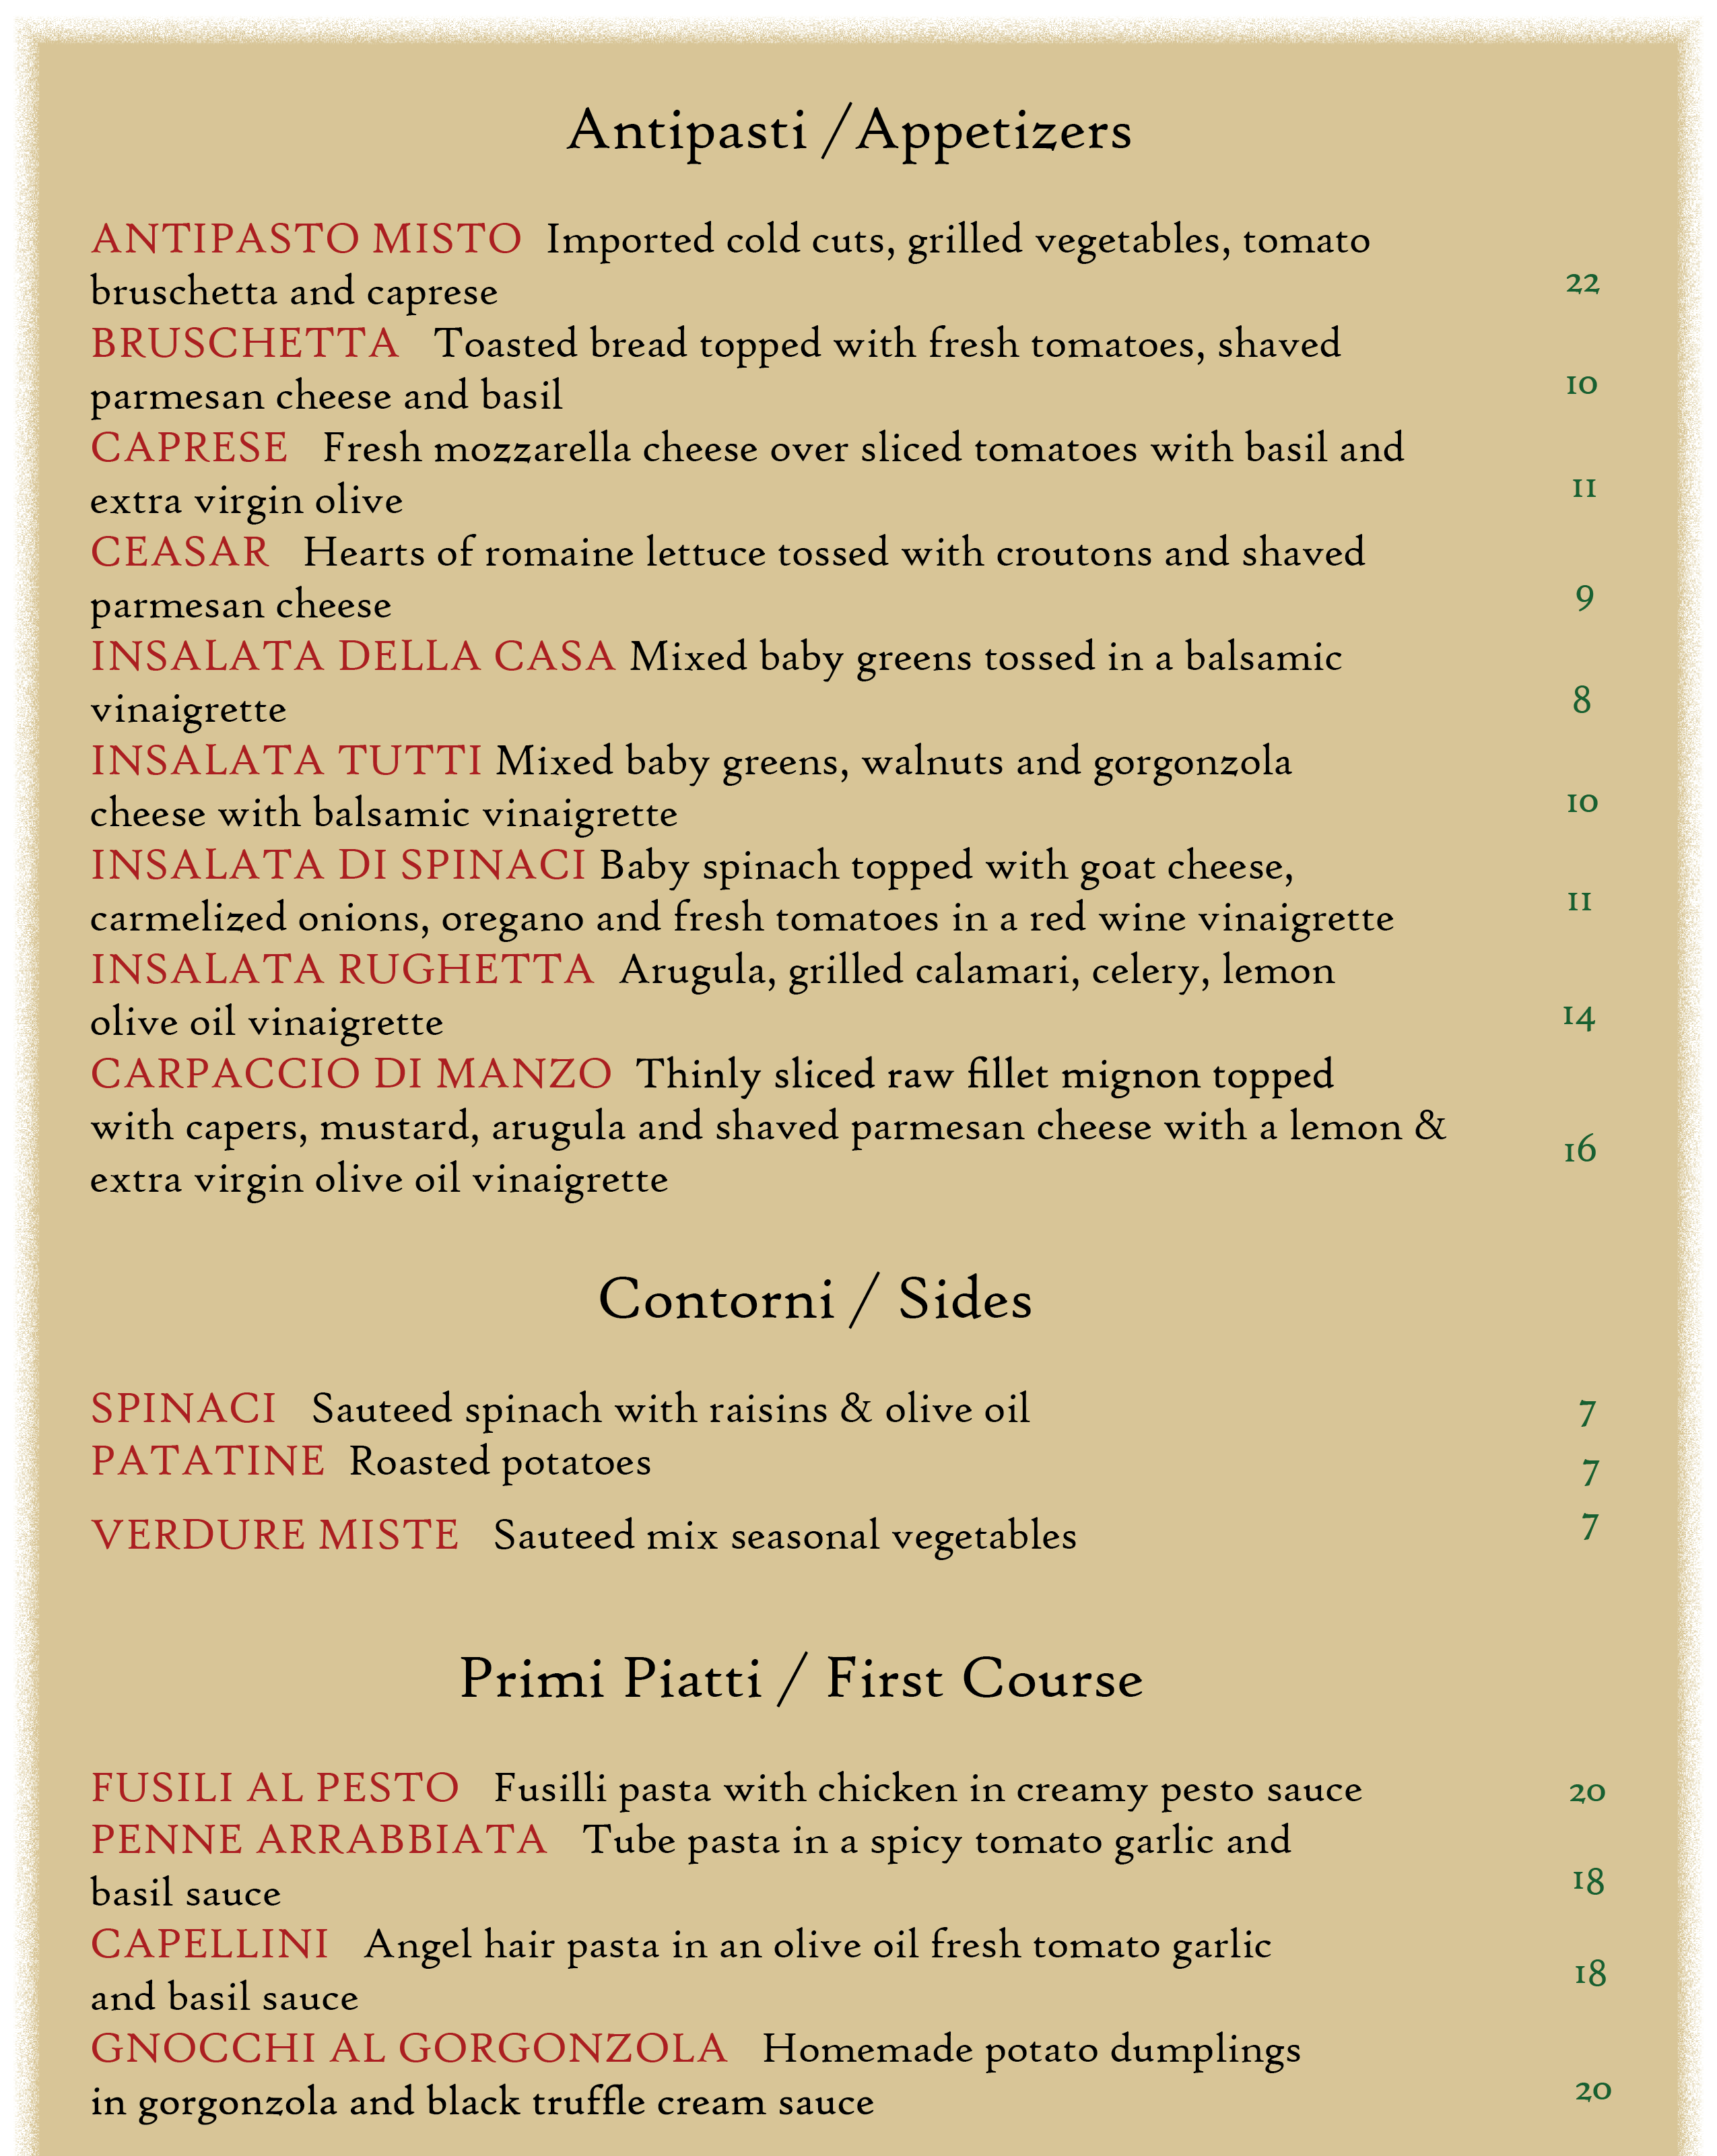 Antipasti /Appetizers
ANTIPASTO MISTO Imported cold cuts, grilled vegetables, tomato
bruschetta and caprese 22
BRUSCHETTA Toasted bread topped with fresh tomatoes, shaved
parmesan cheese and basil 10
CAPRESE Fresh mozzarella cheese over sliced tomatoes with basil and
extra virgin olive 11
CEASAR Hearts of romaine lettuce tossed with croutons and shaved
parmesan cheese 9
INSALATA DELLA CASA Mixed baby greens tossed in a balsamic
vinaigrette 8
INSALATA TUTTI Mixed baby greens, walnuts and gorgonzola
cheese with balsamic vinaigrette 10
INSALATA DI SPINACI Baby spinach topped with goat cheese,
carmelized onions, oregano and fresh tomatoes in a red wine vinaigrette 11
INSALATA RUGHETTA Arugula, grilled calamari, celery, lemon
olive oil vinaigrette 14
CARPACCIO DI MANZO Thinly sliced raw fillet mignon topped
with capers, mustard, arugula and shaved parmesan cheese with a lemon & 16
extra virgin olive oil vinaigrette
Contorni / Sides
SPINACI Sauteed spinach with raisins & olive oil 7
PATATINE Roasted potatoes 7
VERDURE MISTE Sauteed mix seasonal vegetables 7
Primi Piatti / First Course
FUSILI AL PESTO Fusilli pasta with chicken in creamy pesto sauce 20
PENNE ARRABBIATA Tube pasta in a spicy tomato garlic and
basil sauce 18
CAPELLINI Angel hair pasta in an olive oil fresh tomato garlic
and basil sauce 18
GNOCCHI AL GORGONZOLA Homemade potato dumplings
in gorgonzola and black truffle cream sauce 20